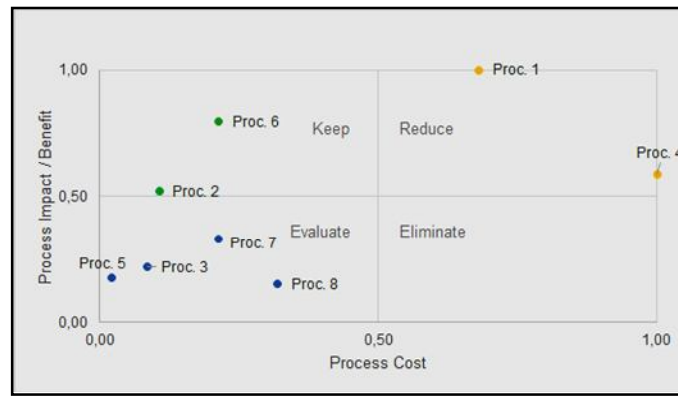 1,00
Proc. 1
Proc. 6
Keep
Reduce
Proc. 4
0,50
Proc. 2
Process Impact / Benefit
Evaluate
Eliminate
Proc. 7
Proc. 5
Proc. 3
Proc. 8
0,00
0,00
0,50
1,00
Process Cost